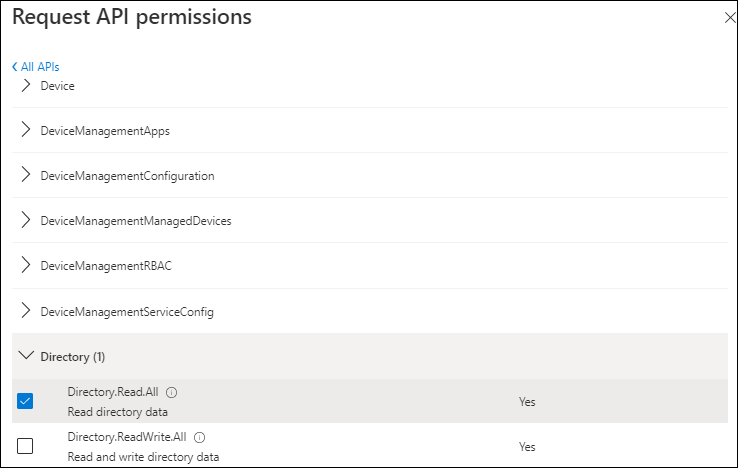 Request API permissions
All APIs
Device
DeviceManagementApps
DeviceManagementConfiguration
DeviceManagementManagedDevices
DeviceManagementRBAC
DeviceManagementServiceConfig
Directory (1)
Directory.Read.All
Read directory data
Yes
Directory.ReadWrite.All
Read and write directory data
Yes